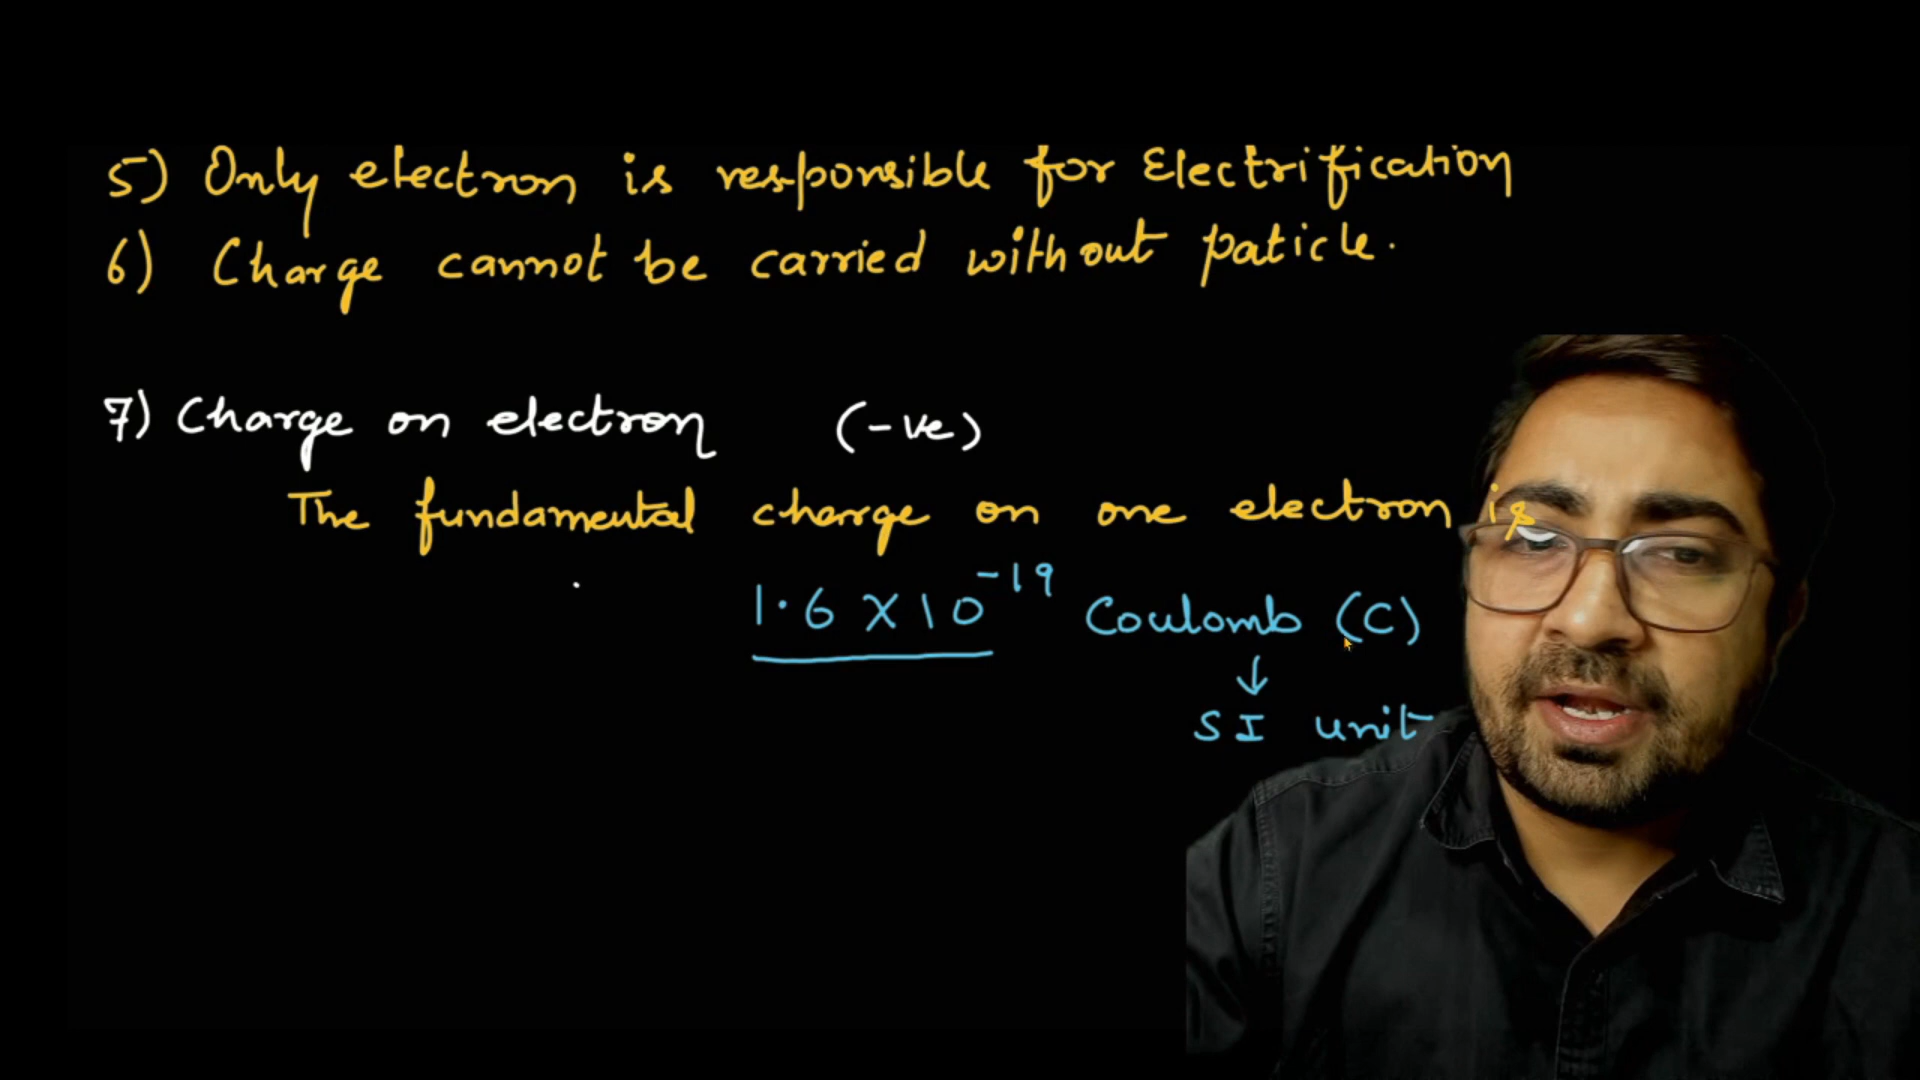 5) Only electron is responsible for Electrification
6) Charge cannot be carried without paticle.
7) Charge on electron (-ve)
The fundamental charge on one electron is
1.6 X 10⁻¹⁹ Coulomb (C)
↓
SI unit